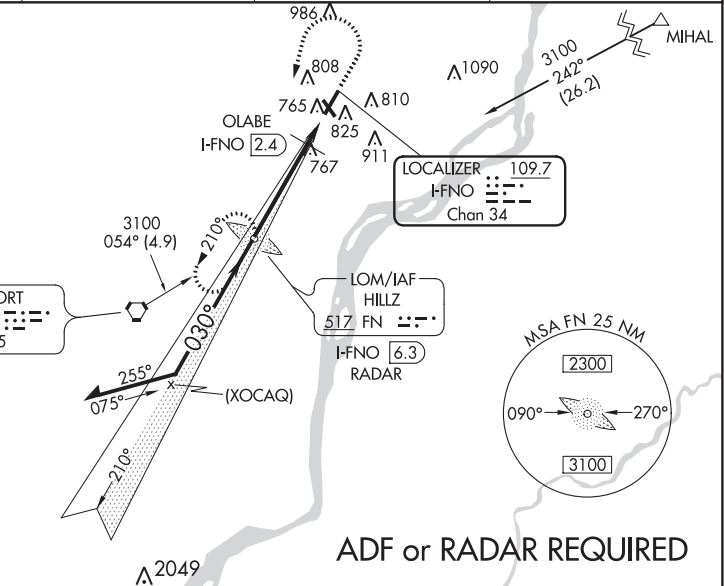 986
MIHAL
3100
242°
(26.2)
808
1090
765
810
825
911
767
OLABE
I-FNO 2.4
LOCALIZER 109.7
I-FNO
Chan 34
3100
054° (4.9)
210°
ORT
5
030°
LOM/IAF
HILLZ
517 FN
I-FNO 6.3
RADAR
255°
075°
(XOCAQ)
210°
MSA FN 25 NM
2300
090°
270°
3100
ADF or RADAR REQUIRED
2049